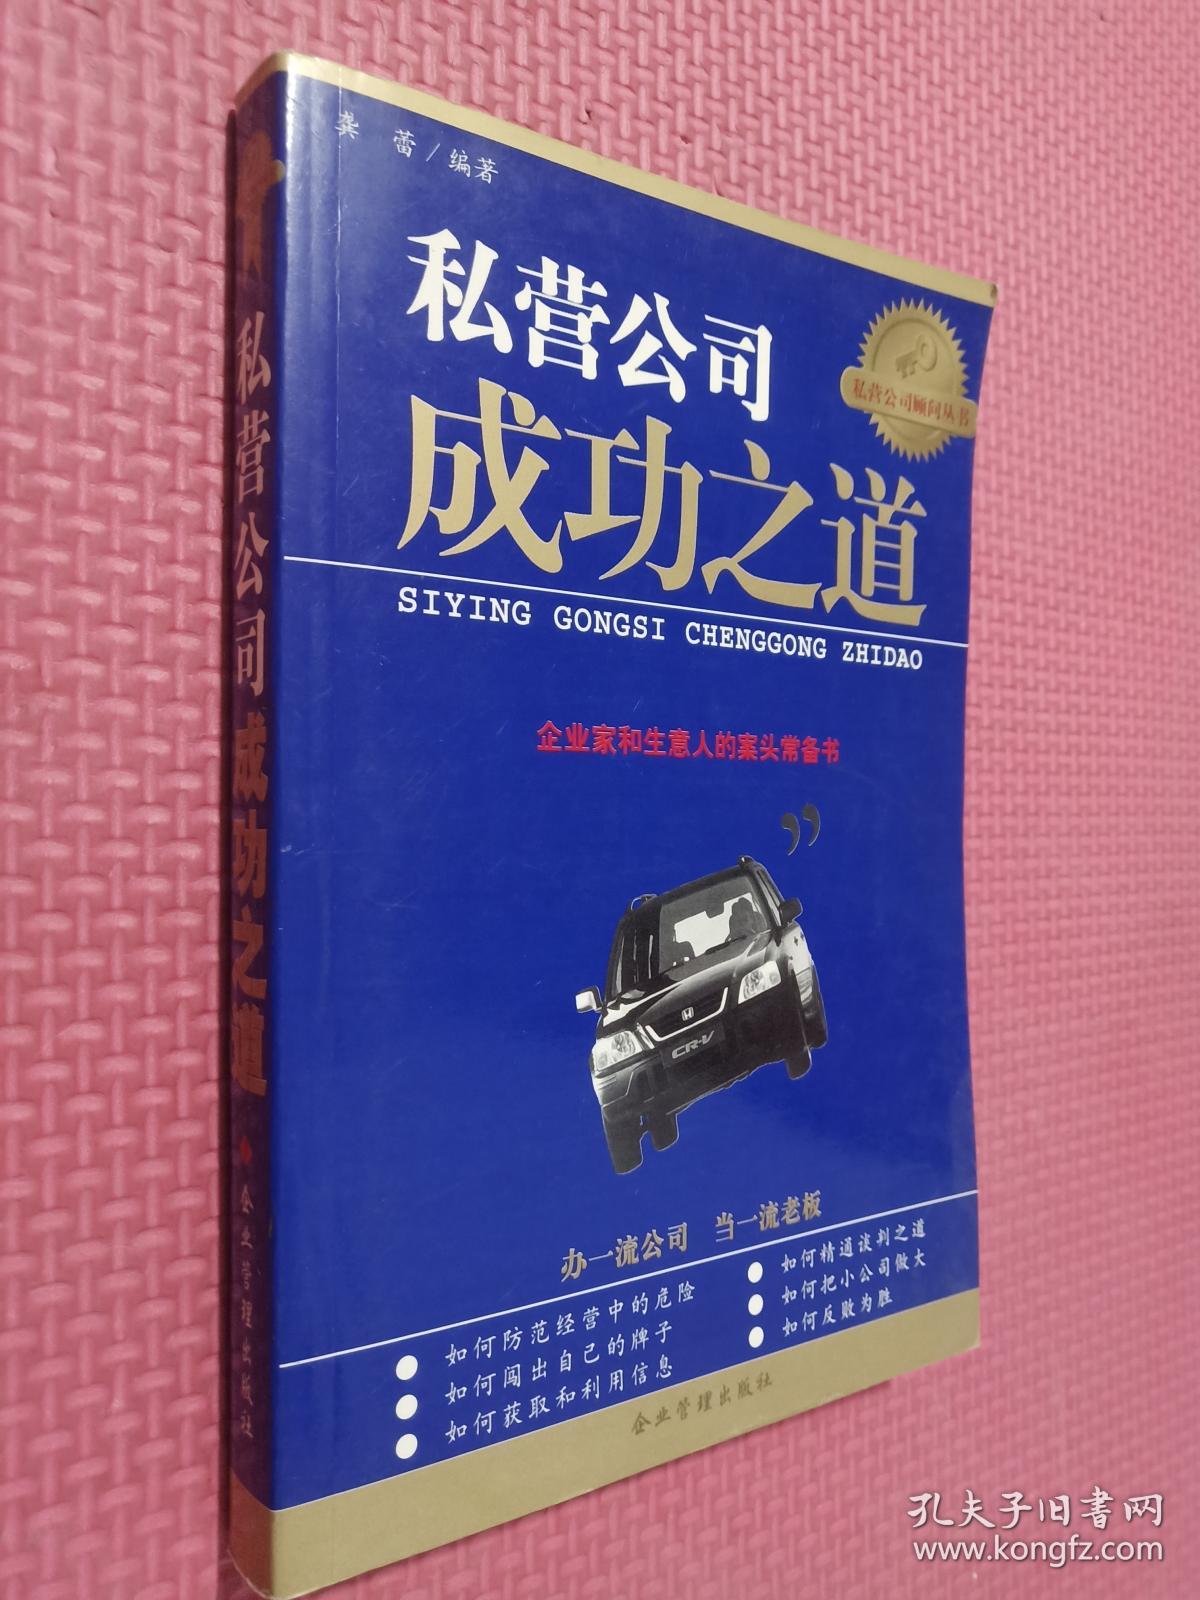 龚 蕾/编著
私营公司
成功之道
私营公司顾问丛书
SIYING GONGSI CHENGGONG ZHIDAO
企业家和生意人的案头常备书
”
CR-V
办一流公司 当一流老板
●如何防范经营中的危险
●如何闯出自己的牌子
●如何获取和利用信息
●如何精通谈判之道
●如何把小公司做大
●如何反败为胜
企业管理出版社
私营公司成功之道
企业管理出版社
孔夫子旧书网
www.kongfz.com